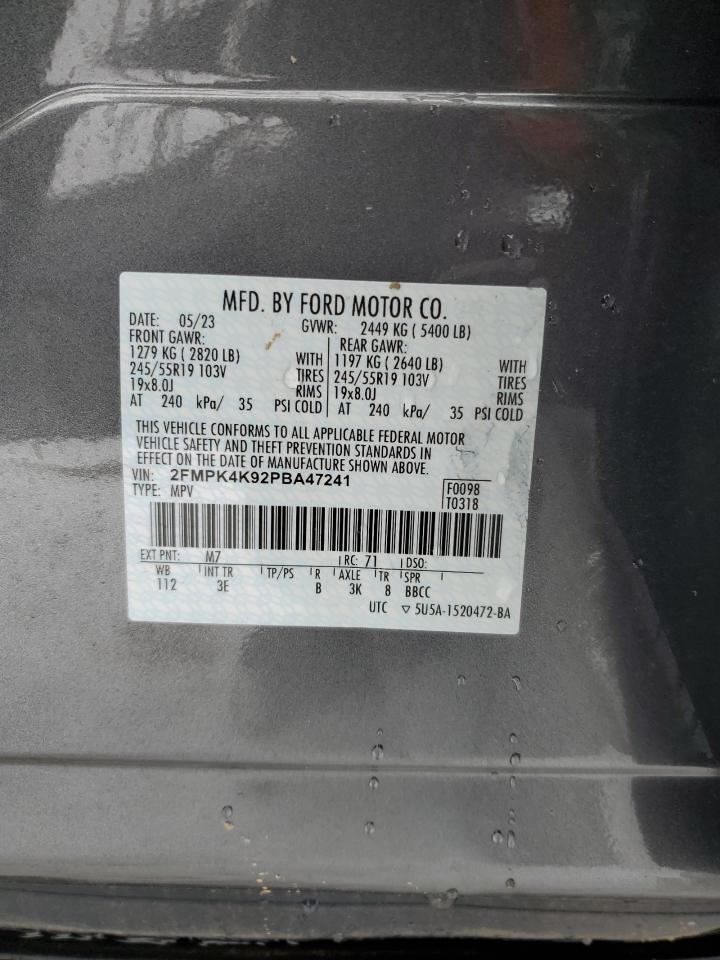 MFD. BY FORD MOTOR CO.
DATE: 05/23 GVWR: 2449 KG ( 5400 LB)
FRONT GAWR: REAR GAWR:
1279 KG ( 2820 LB) WITH 1197 KG ( 2640 LB) WITH
245/55R19 103V TIRES 245/55R19 103V TIRES
19x8.0J RIMS 19x8.0J RIMS
AT 240 kPa/ 35 PSI COLD AT 240 kPa/ 35 PSI COLD
THIS VEHICLE CONFORMS TO ALL APPLICABLE FEDERAL MOTOR
VEHICLE SAFETY AND THEFT PREVENTION STANDARDS IN
EFFECT ON THE DATE OF MANUFACTURE SHOWN ABOVE.
VIN: 2FMPK4K92PBA47241 F0098
TYPE: MPV T0318
EXT PNT: M7 RC: 71 DSO:
WB INT TR TP/PS R AXLE TR SPR
112 3E B 3K 8 BBCC
UTC ▽ 5U5A-1520472-BA